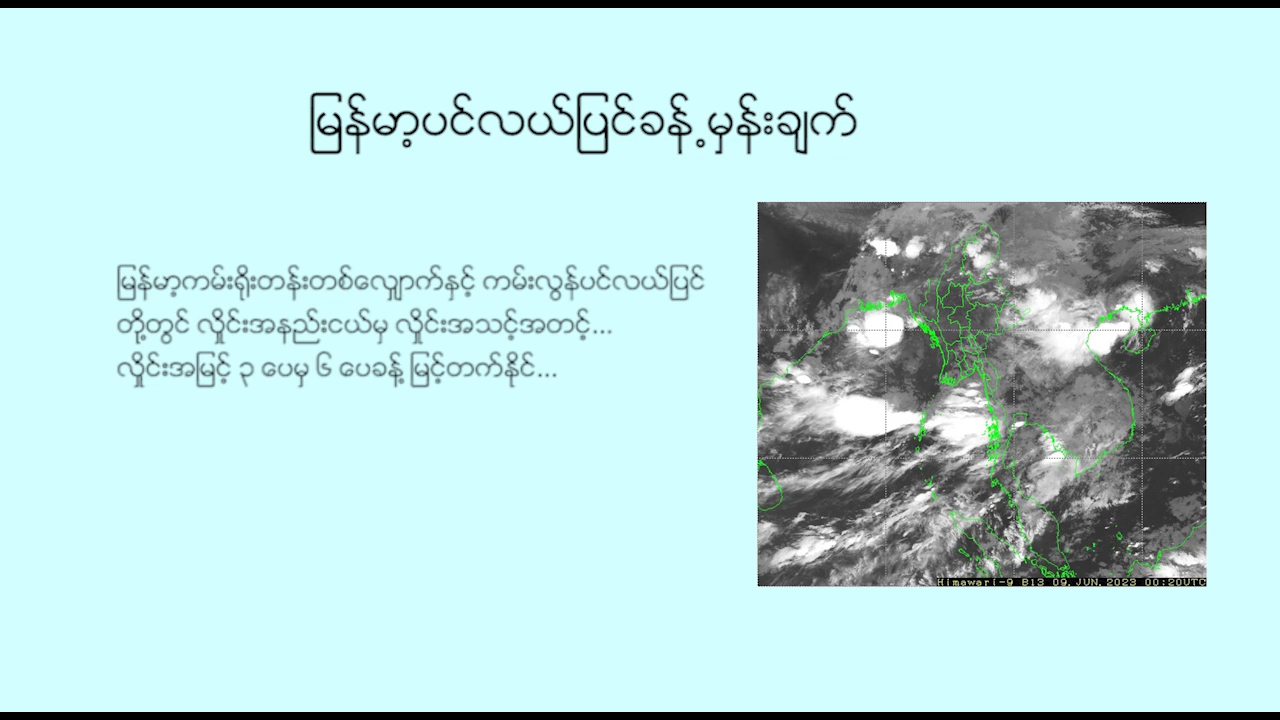 မြန်မာ့ပင်လယ်ပြင်ခန့်မှန်းချက်
မြန်မာ့ကမ်းရိုးတန်းတစ်လျှောက်နှင့် ကမ်းလွန်ပင်လယ်ပြင်
တို့တွင် လှိုင်းအနည်းငယ်မှ လှိုင်းအသင့်အတင့်...
လှိုင်းအမြင့် ၃ ပေမှ ၆ ပေခန့် မြင့်တက်နိုင်...
Himawari-9 B13 09.JUN.2023 00:20UTC